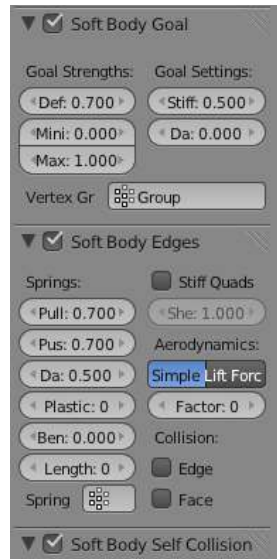 Soft Body Goal
Goal Strengths: Goal Settings:
Def: 0.700 Stiff: 0.500
Mini: 0.000 Da: 0.000
Max: 1.000
Vertex Gr Group
Soft Body Edges
Springs: Stiff Quads
Pull: 0.700 She: 1.000
Pus: 0.700 Aerodynamics:
Da: 0.500 Simple Lift Forc
Plastic: 0 Factor: 0
Ben: 0.000 Collision:
Length: 0 Edge
Spring Face
Soft Body Self Collision